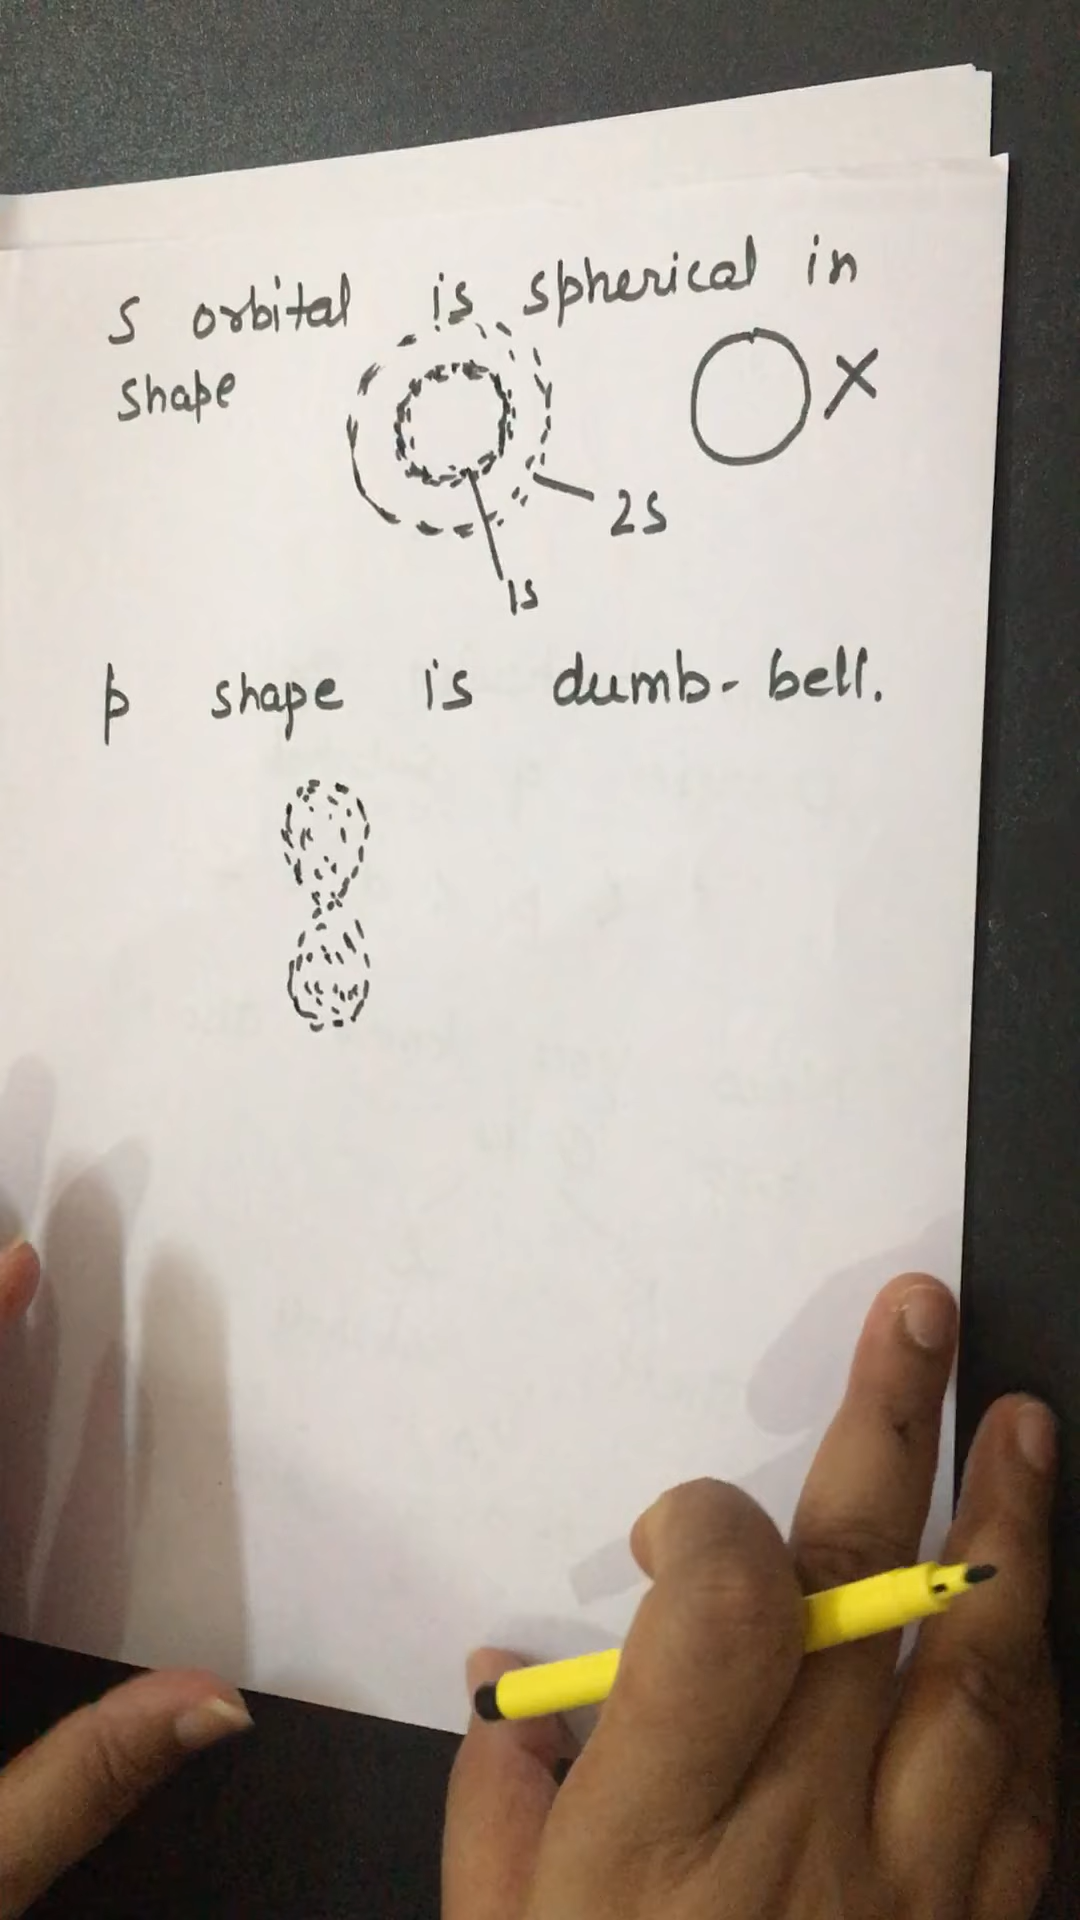 S orbital is spherical in
shape
X
2S
1S
p shape is dumb-bell.